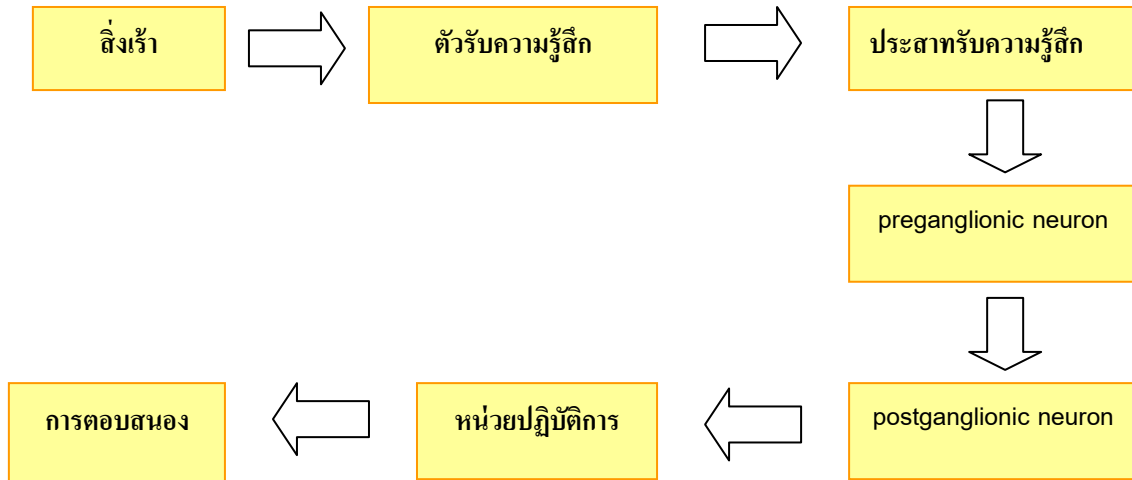 สิ่งเร้า
ตัวรับความรู้สึก
ประสาทรับความรู้สึก
preganglionic neuron
postganglionic neuron
หน่วยปฏิบัติการ
การตอบสนอง